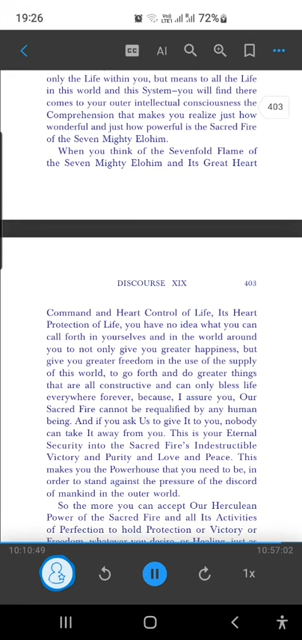 19:26
72%
CC
AI
only the Life within you, but means to all the Life
in this world and this System–you will find there
comes to your outer intellectual consciousness the
Comprehension that makes you realize just how
wonderful and just how powerful is the Sacred Fire
of the Seven Mighty Elohim.
403
When you think of the Sevenfold Flame of
the Seven Mighty Elohim and Its Great Heart
DISCOURSE XIX 403
Command and Heart Control of Life, Its Heart
Protection of Life, you have no idea what you can
call forth in yourselves and in the world around
you to not only give you greater happiness, but
give you greater freedom in the use of the supply
of this world, to go forth and do greater things
that are all constructive and can only bless life
everywhere forever, because, I assure you, Our
Sacred Fire cannot be requalified by any human
being. And if you ask Us to give It to you, nobody
can take It away from you. This is your Eternal
Security into the Sacred Fire's Indestructible
Victory and Purity and Love and Peace. This
makes you the Powerhouse that you need to be, in
order to stand against the pressure of the discord
of mankind in the outer world.
So the more you can accept Our Herculean
Power of the Sacred Fire and all Its Activities
of Perfection to hold Protection or Victory or
Freedom, whatever you desire, or Healing, just as
10:10:49
10:57:02
1x